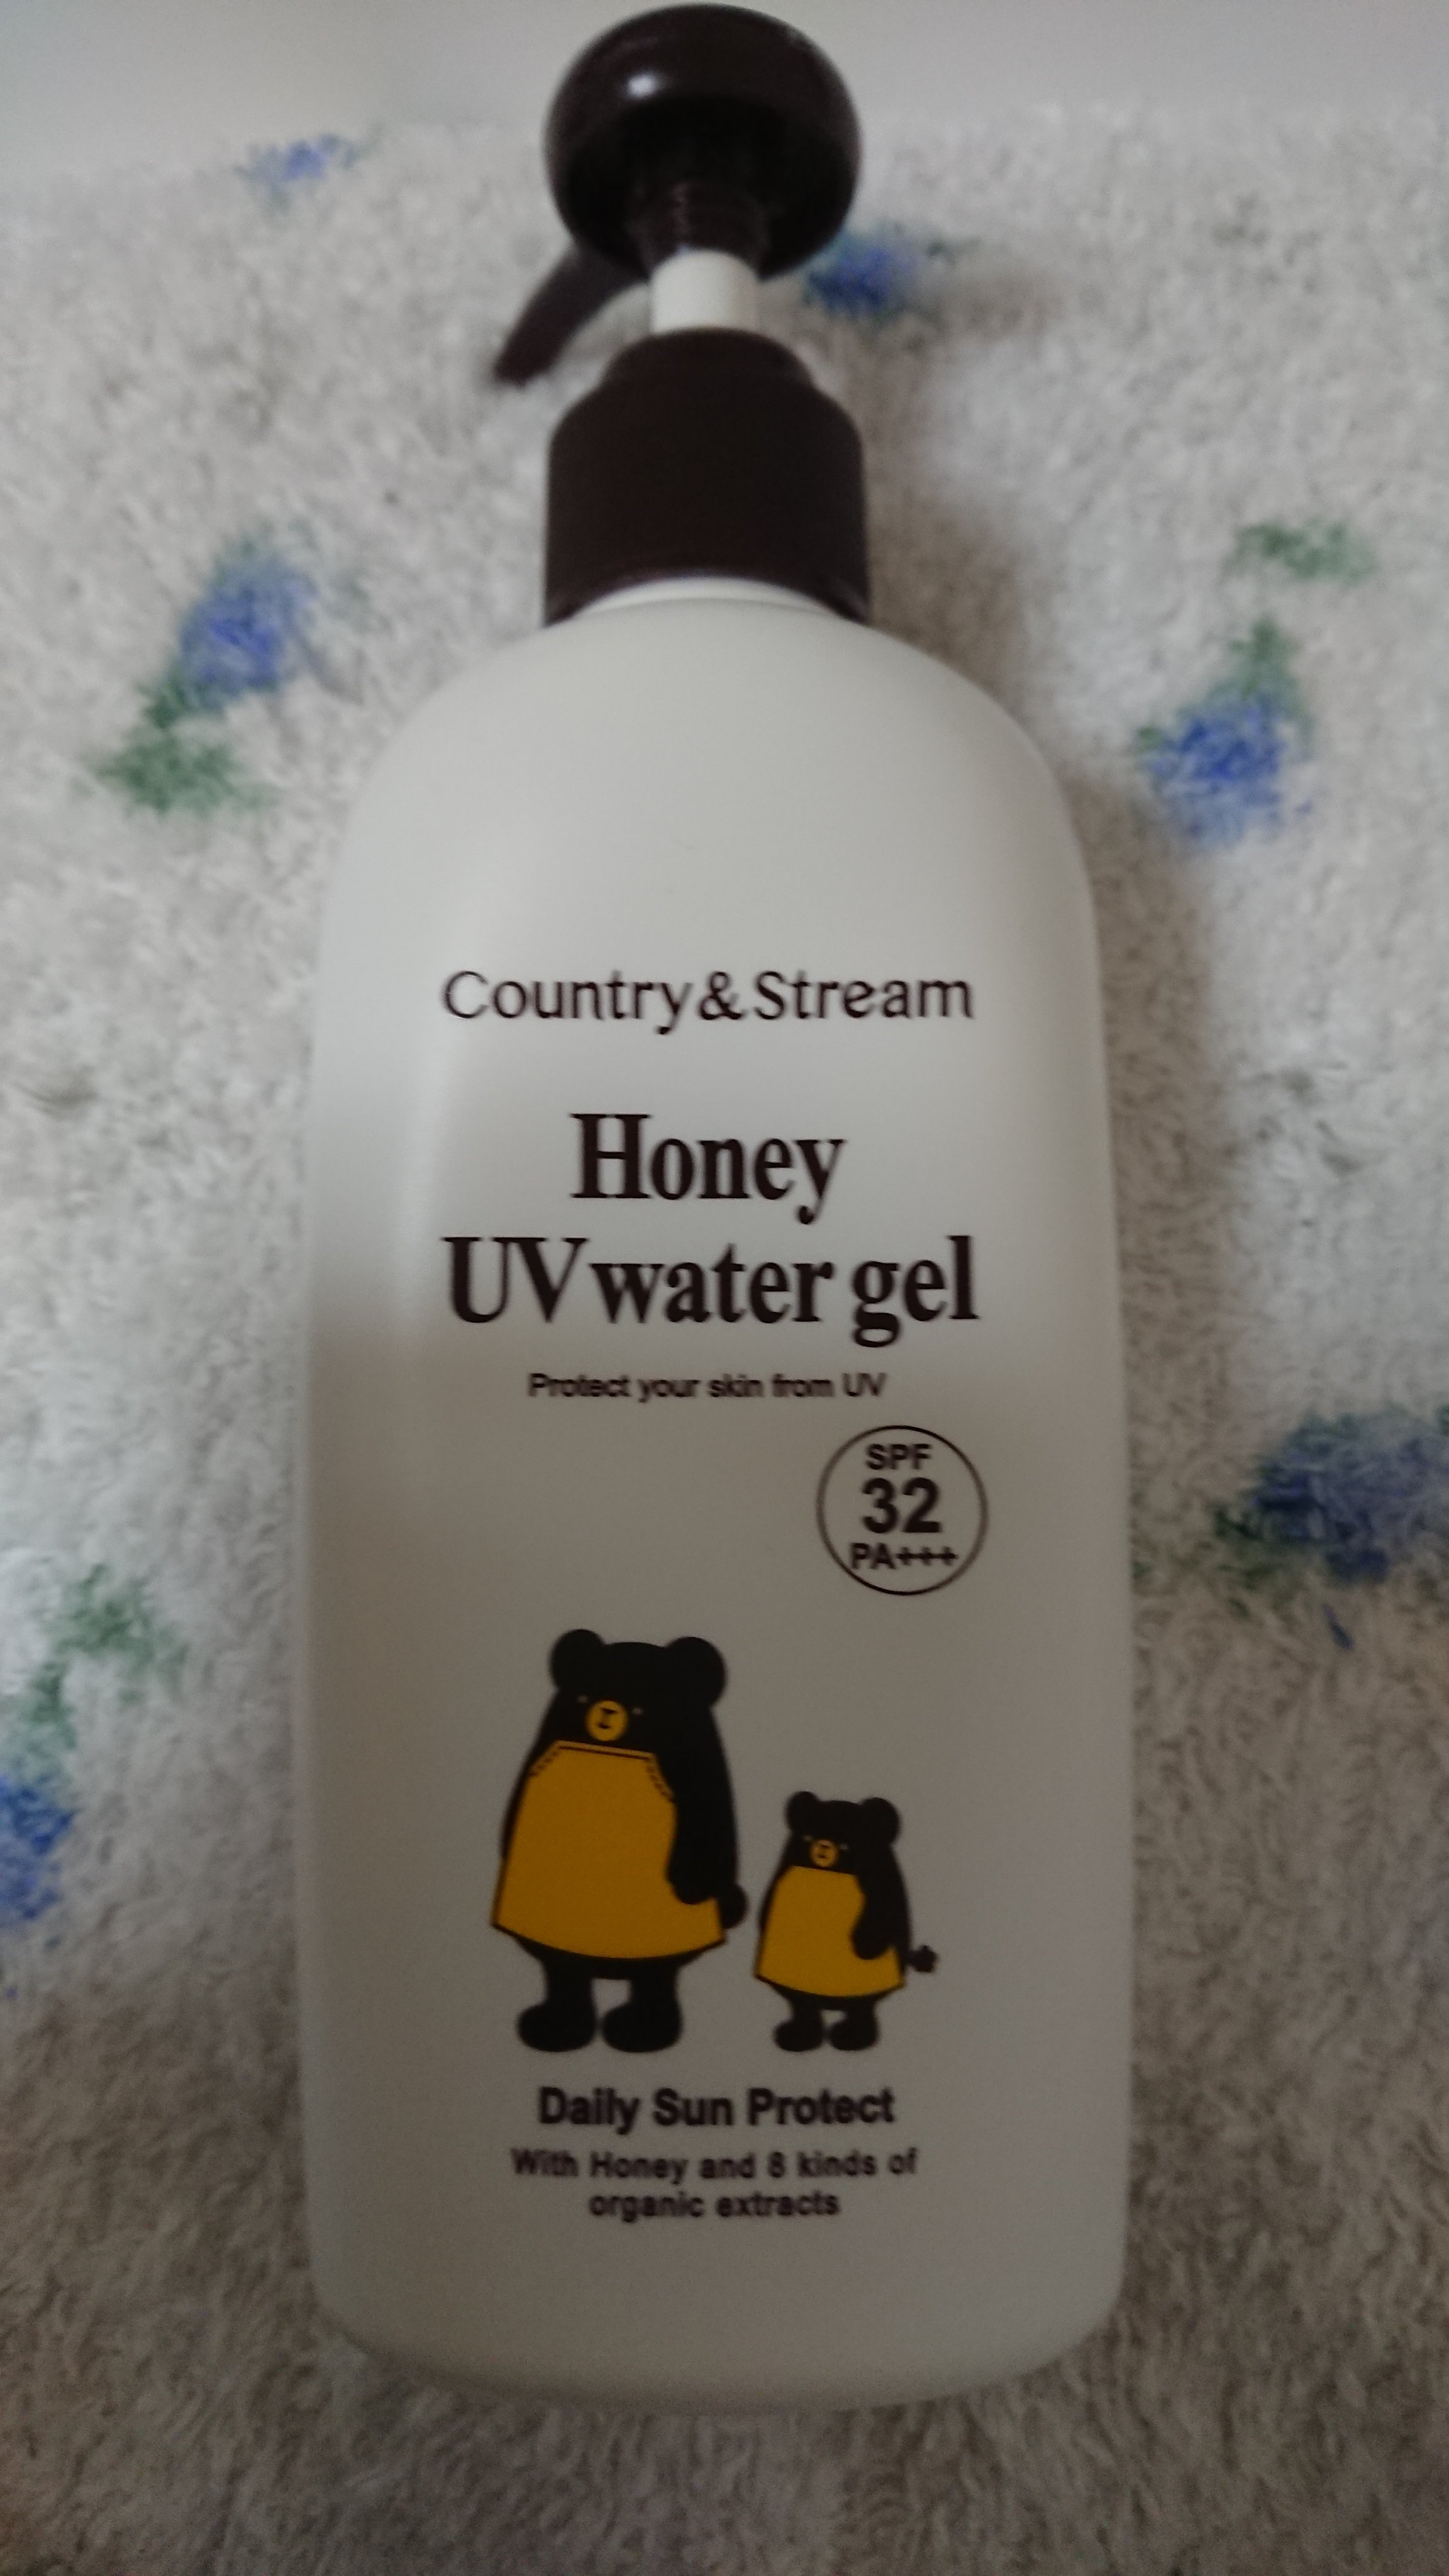 Country&Stream
Honey
UV water gel
Protect your skin from UV
SPF
32
PA+++
Daily Sun Protect
With Honey and 8 kinds of
organic extracts